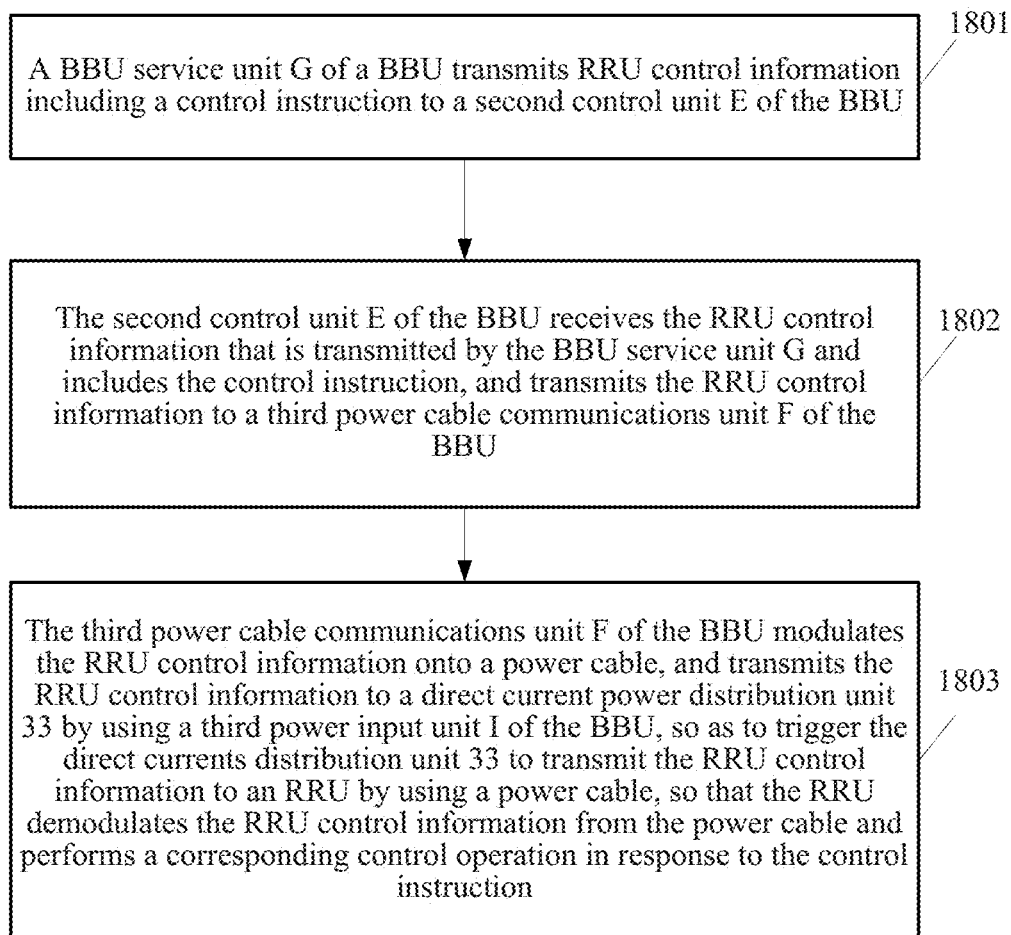 1801
A BBU service unit G of a BBU transmits RRU control information
including a control instruction to a second control unit E of the BBU
1802
The second control unit E of the BBU receives the RRU control
information that is transmitted by the BBU service unit G and
includes the control instruction, and transmits the RRU control
information to a third power cable communications unit F of the
BBU
1803
The third power cable communications unit F of the BBU modulates
the RRU control information onto a power cable, and transmits the
RRU control information to a direct current power distribution unit
33 by using a third power input unit I of the BBU, so as to trigger the
direct currents distribution unit 33 to transmit the RRU control
information to an RRU by using a power cable, so that the RRU
demodulates the RRU control information from the power cable and
performs a corresponding control operation in response to the control
instruction